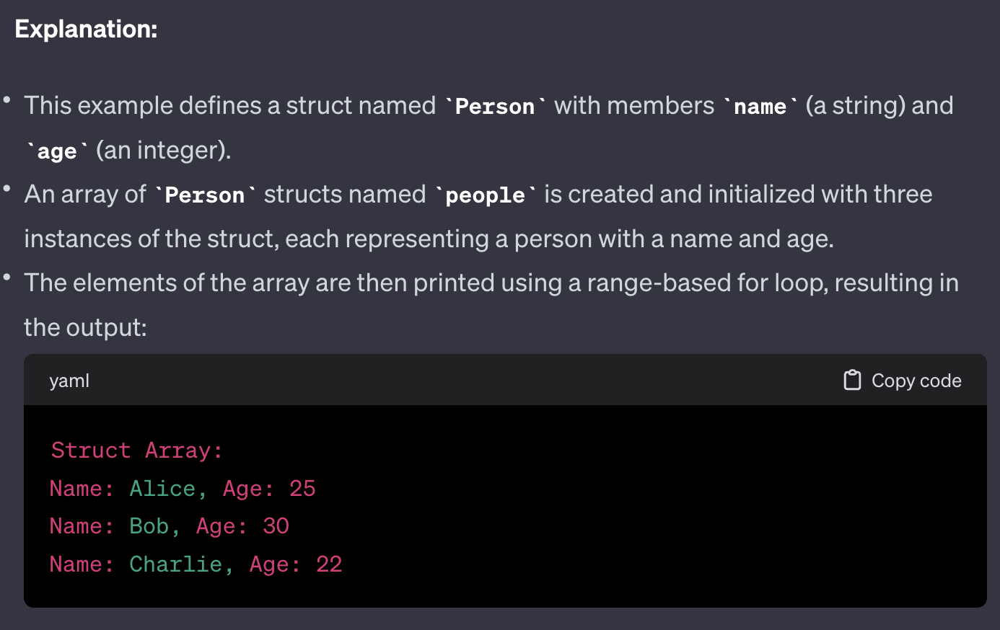 Explanation:
• This example defines a struct named `Person` with members `name` (a string) and
`age` (an integer).
• An array of `Person` structs named `people` is created and initialized with three
instances of the struct, each representing a person with a name and age.
• The elements of the array are then printed using a range-based for loop, resulting in
the output:
yaml Copy code
Struct Array:
Name: Alice, Age: 25
Name: Bob, Age: 30
Name: Charlie, Age: 22